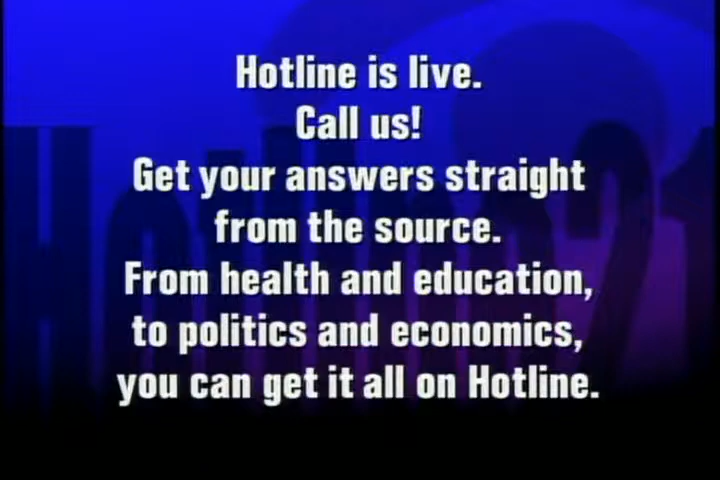 Hotline is live.
Call us!
Get your answers straight
from the source.
From health and education,
to politics and economics,
you can get it all on Hotline.
Hotline21